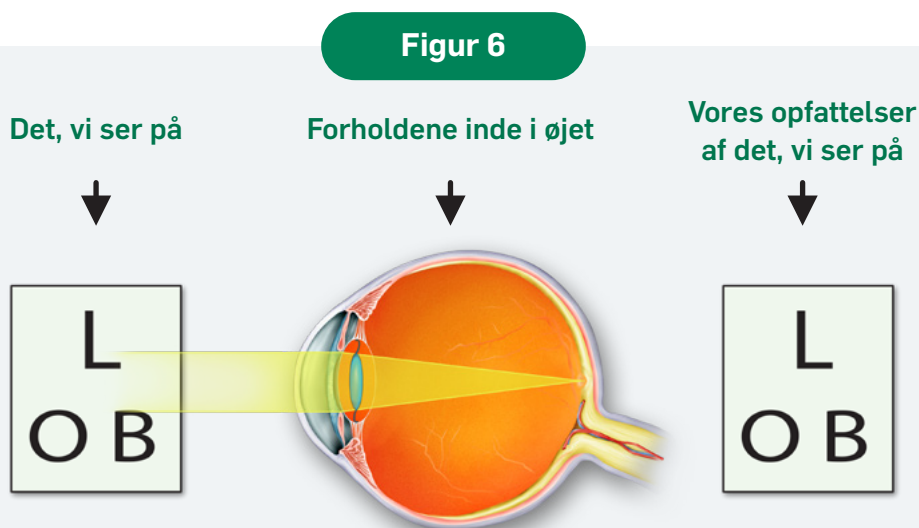 Figur 6
Det, vi ser på
Forholdene inde i øjet
Vores opfattelser
af det, vi ser på
L
O B
L
O B